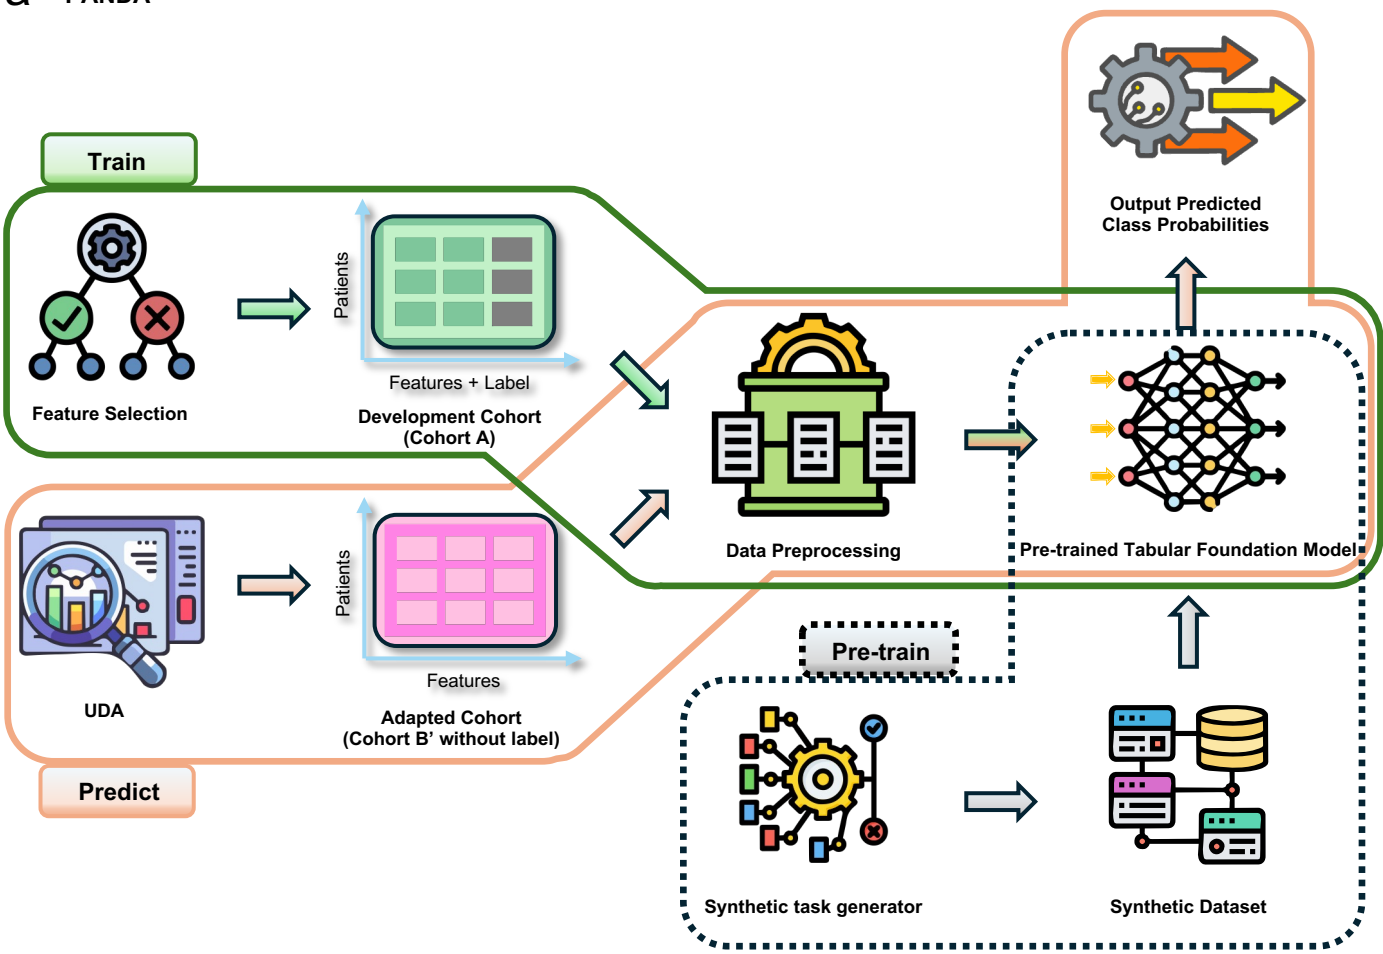 a PANDA
Train
Patients
Features + Label
Feature Selection
Development Cohort
(Cohort A)
Output Predicted
Class Probabilities
Data Preprocessing
Pre-trained Tabular Foundation Model
Patients
Features
UDA
Adapted Cohort
(Cohort B’ without label)
Predict
Pre-train
Synthetic task generator
Synthetic Dataset